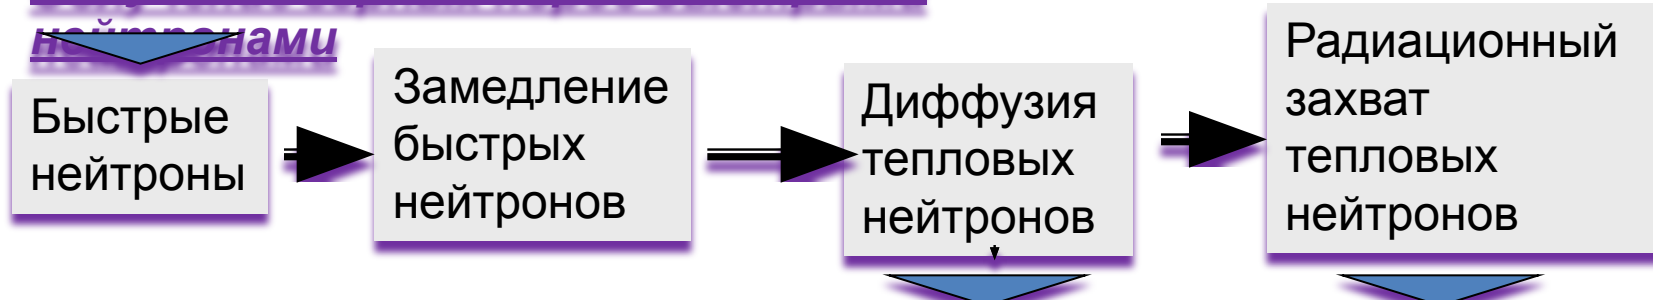 нейтронами
Быстрые
нейтроны
Замедление
быстрых
нейтронов
Диффузия
тепловых
нейтронов
Радиационный
захват
тепловых
нейтронов